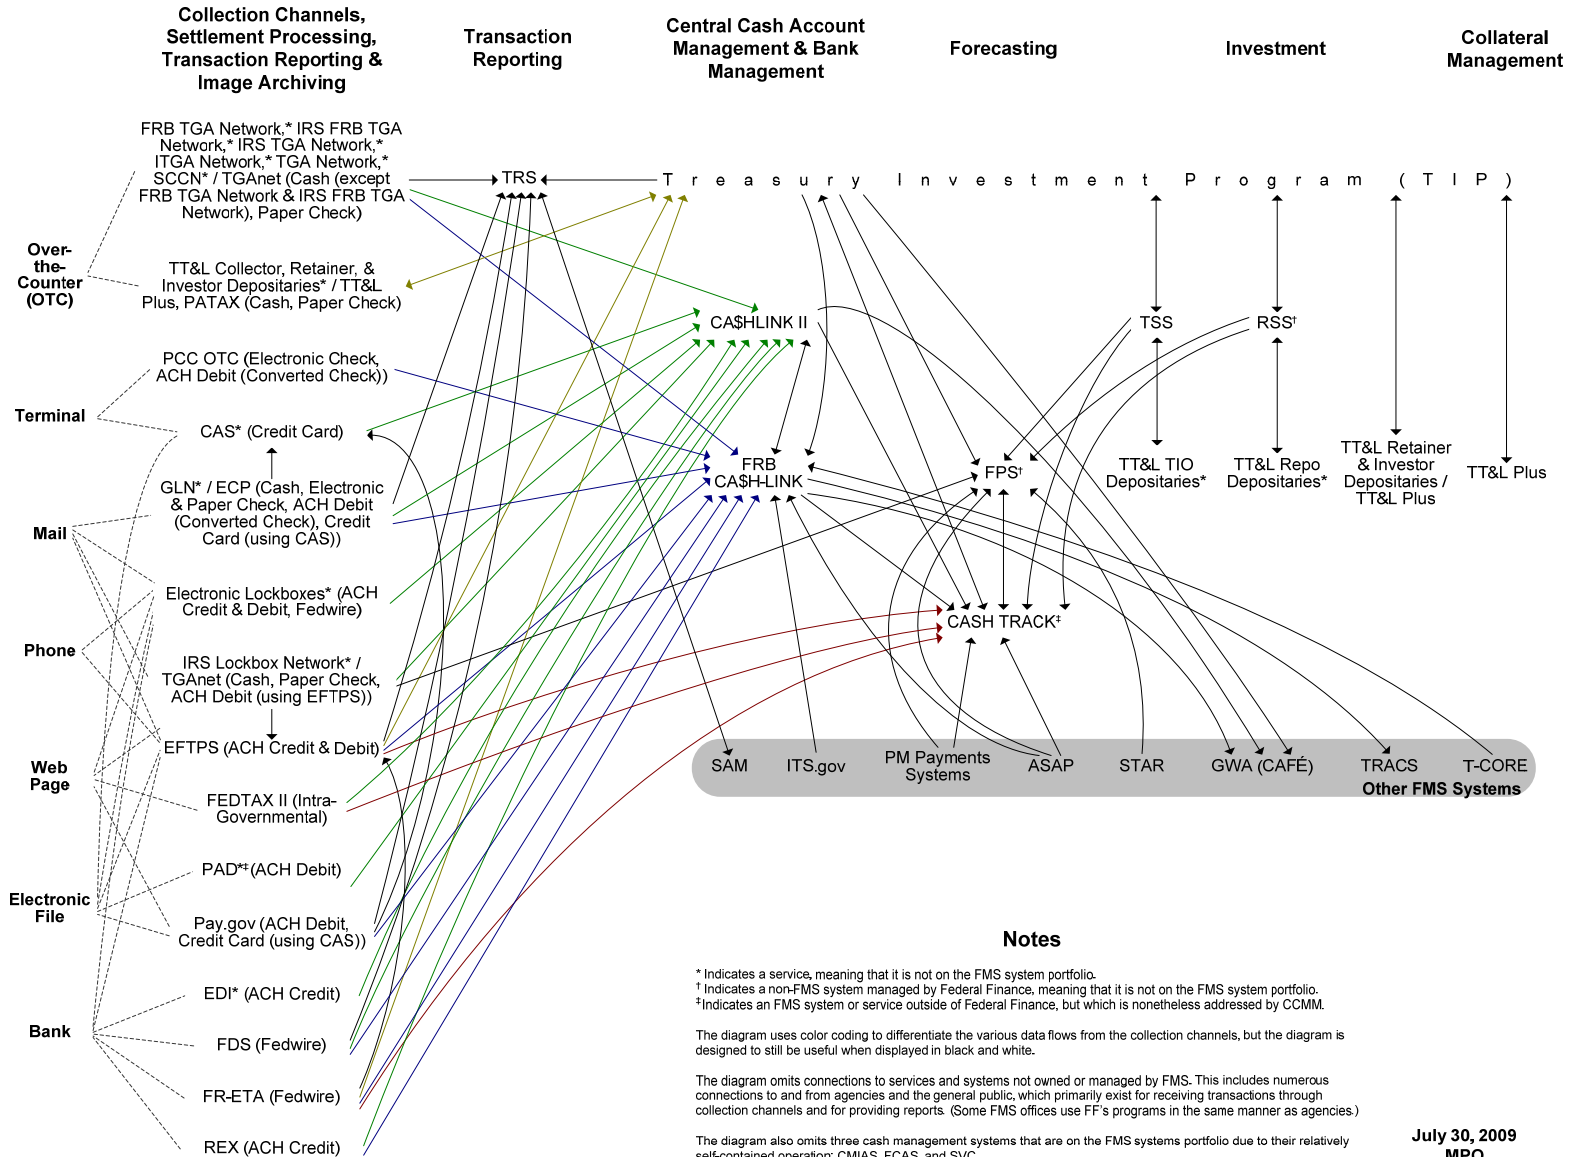 Collection Channels,
Settlement Processing,
Transaction Reporting &
Image Archiving
Transaction
Reporting
Central Cash Account
Management & Bank
Management
Forecasting
Investment
Collateral
Management
FRB TGA Network,* IRS FRB TGA
Network,* IRS TGA Network,*
ITGA Network,* TGA Network,*
SCCN* / TGAnet (Cash (except
FRB TGA Network & IRS FRB TGA
Network), Paper Check)
TRS
Treasury Investment Program (TIP)
Over-
the-
Counter
(OTC)
TT&L Collector, Retainer, &
Investor Depositaries* / TT&L
Plus, PATAX (Cash, Paper Check)
CA$HLINK II
TSS
RSS†
PCC OTC (Electronic Check,
ACH Debit (Converted Check))
Terminal
CAS* (Credit Card)
FRB
CA$H-LINK
FPS†
TT&L TIO
Depositaries*
TT&L Repo
Depositaries*
TT&L Retainer
& Investor
Depositaries /
TT&L Plus
TT&L Plus
GLN* / ECP (Cash, Electronic
& Paper Check, ACH Debit
(Converted Check), Credit
Card (using CAS))
Mail
Electronic Lockboxes* (ACH
Credit & Debit, Fedwire)
CASH TRACK‡
Phone
IRS Lockbox Network* /
TGAnet (Cash, Paper Check,
ACH Debit (using EFTPS))
EFTPS (ACH Credit & Debit)
Web
Page
SAM
ITS.gov
PM Payments
Systems
ASAP
STAR
GWA (CAFÉ)
TRACS
T-CORE
Other FMS Systems
FEDTAX II (Intra-
Governmental)
PAD*‡ (ACH Debit)
Electronic
File
Pay.gov (ACH Debit,
Credit Card (using CAS))
EDI* (ACH Credit)
Bank
FDS (Fedwire)
FR-ETA (Fedwire)
REX (ACH Credit)
Notes
* Indicates a service, meaning that it is not on the FMS system portfolio.
† Indicates a non-FMS system managed by Federal Finance, meaning that it is not on the FMS system portfolio.
‡ Indicates an FMS system or service outside of Federal Finance, but which is nonetheless addressed by CCMM.
The diagram uses color coding to differentiate the various data flows from the collection channels, but the diagram is
designed to still be useful when displayed in black and white.
The diagram omits connections to services and systems not owned or managed by FMS. This includes numerous
connections to and from agencies and the general public, which primarily exist for receiving transactions through
collection channels and for providing reports. (Some FMS offices use FF's programs in the same manner as agencies.)
The diagram also omits three cash management systems that are on the FMS systems portfolio due to their relatively
self-contained operation: CMIAS, FCAS, and SVC.
July 30, 2009
MPO